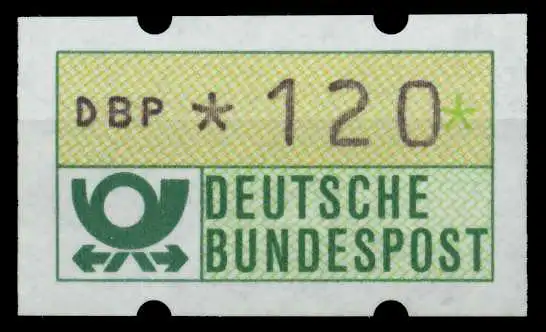 DBP *120*
DEUTSCHE
BUNDESPOST